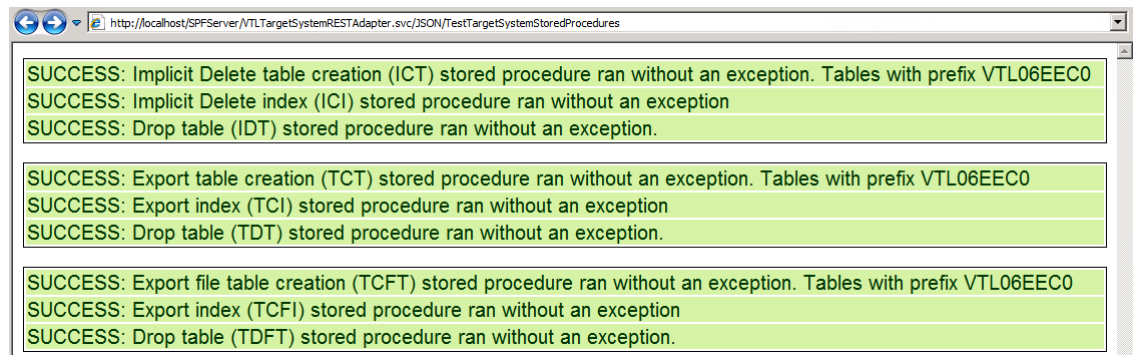 http://localhost/SPFServer/VTLTargetSystemRESTAdapter.svc/JSON/TestTargetSystemStoredProcedures
SUCCESS: Implicit Delete table creation (ICT) stored procedure ran without an exception. Tables with prefix VTL06EEC0
SUCCESS: Implicit Delete index (ICI) stored procedure ran without an exception
SUCCESS: Drop table (IDT) stored procedure ran without an exception.
SUCCESS: Export table creation (TCT) stored procedure ran without an exception. Tables with prefix VTL06EEC0
SUCCESS: Export index (TCI) stored procedure ran without an exception
SUCCESS: Drop table (TDT) stored procedure ran without an exception.
SUCCESS: Export file table creation (TCFT) stored procedure ran without an exception. Tables with prefix VTL06EEC0
SUCCESS: Export index (TCFI) stored procedure ran without an exception
SUCCESS: Drop table (TDFT) stored procedure ran without an exception.